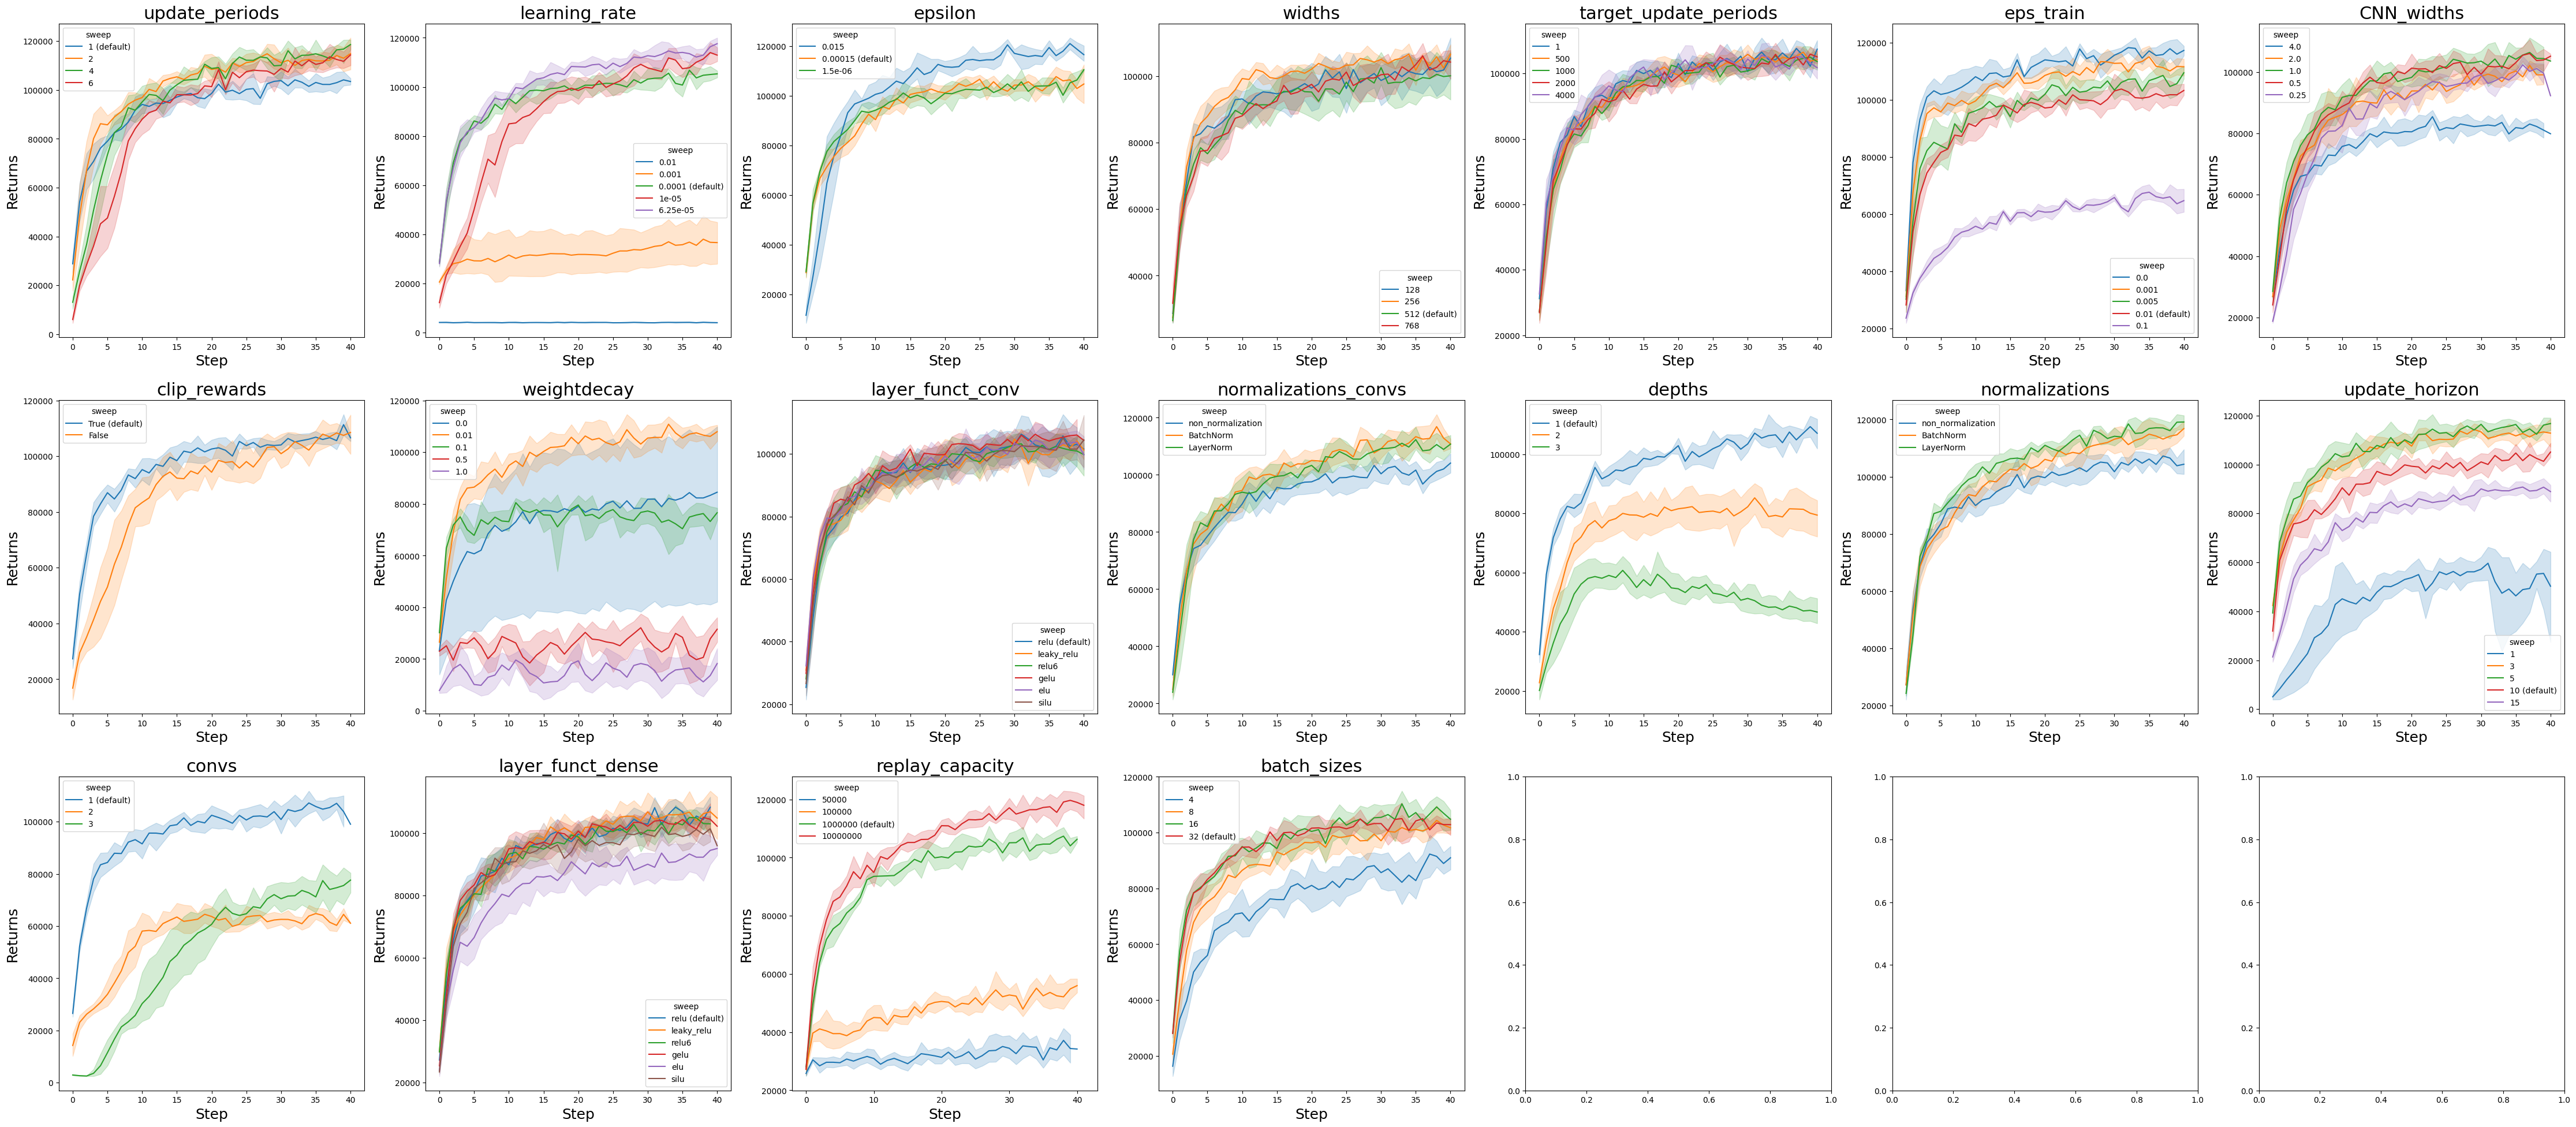 update_periods
sweep
1 (default)
2
4
6
Returns
Step
learning_rate
sweep
0.01
0.001
0.0001 (default)
1e-05
6.25e-05
Returns
Step
epsilon
sweep
0.015
0.00015 (default)
1.5e-06
Returns
Step
widths
sweep
128
256
512 (default)
768
Returns
Step
target_update_periods
sweep
1
500
1000
2000
4000
Returns
Step
eps_train
sweep
0.0
0.001
0.005
0.01 (default)
0.1
Returns
Step
CNN_widths
sweep
4.0
2.0
1.0
0.5
0.25
Returns
Step
clip_rewards
sweep
True (default)
False
Returns
Step
weightdecay
sweep
0.0
0.01
0.1
0.5
1.0
Returns
Step
layer_funct_conv
sweep
relu (default)
leaky_relu
relu6
gelu
elu
silu
Returns
Step
normalizations_convs
sweep
non_normalization
BatchNorm
LayerNorm
Returns
Step
depths
sweep
1 (default)
2
3
Returns
Step
normalizations
sweep
non_normalization
BatchNorm
LayerNorm
Returns
Step
update_horizon
sweep
1
3
5
10 (default)
15
Returns
Step
convs
sweep
1 (default)
2
3
Returns
Step
layer_funct_dense
sweep
relu (default)
leaky_relu
relu6
gelu
elu
silu
Returns
Step
replay_capacity
sweep
50000
100000
1000000 (default)
10000000
Returns
Step
batch_sizes
sweep
4
8
16
32 (default)
Returns
Step